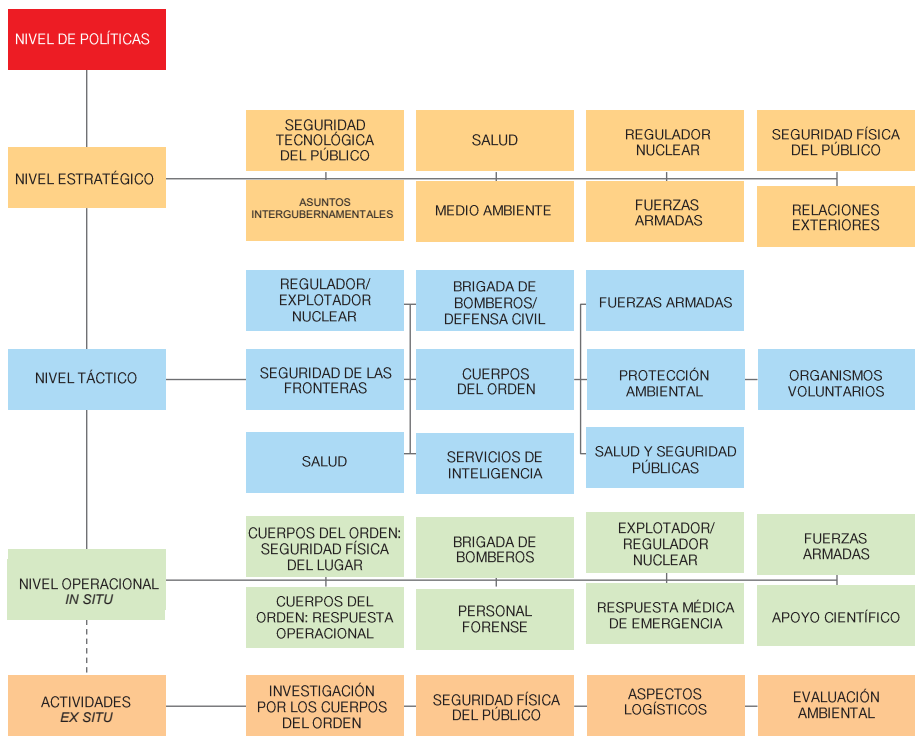 NIVEL DE POLÍTICAS
SEGURIDAD
TECNOLÓGICA
DEL PÚBLICO
SALUD
REGULADOR
NUCLEAR
SEGURIDAD FÍSICA
DEL PÚBLICO
NIVEL ESTRATÉGICO
ASUNTOS
INTERGUBERNAMENTALES
MEDIO AMBIENTE
FUERZAS
ARMADAS
RELACIONES
EXTERIORES
REGULADOR/
EXPLOTADOR
NUCLEAR
BRIGADA DE
BOMBEROS/
DEFENSA CIVIL
FUERZAS ARMADAS
NIVEL TÁCTICO
SEGURIDAD DE LAS
FRONTERAS
CUERPOS
DEL ORDEN
PROTECCIÓN
AMBIENTAL
ORGANISMOS
VOLUNTARIOS
SALUD
SERVICIOS DE
INTELIGENCIA
SALUD Y SEGURIDAD
PÚBLICAS
CUERPOS DEL ORDEN:
SEGURIDAD FÍSICA
DEL LUGAR
BRIGADA DE
BOMBEROS
EXPLOTADOR/
REGULADOR
NUCLEAR
FUERZAS
ARMADAS
NIVEL OPERACIONAL
IN SITU
CUERPOS DEL
ORDEN: RESPUESTA
OPERACIONAL
PERSONAL
FORENSE
RESPUESTA MÉDICA
DE EMERGENCIA
APOYO CIENTÍFICO
ACTIVIDADES
EX SITU
INVESTIGACIÓN
POR LOS CUERPOS
DEL ORDEN
SEGURIDAD FÍSICA
DEL PÚBLICO
ASPECTOS
LOGÍSTICOS
EVALUACIÓN
AMBIENTAL